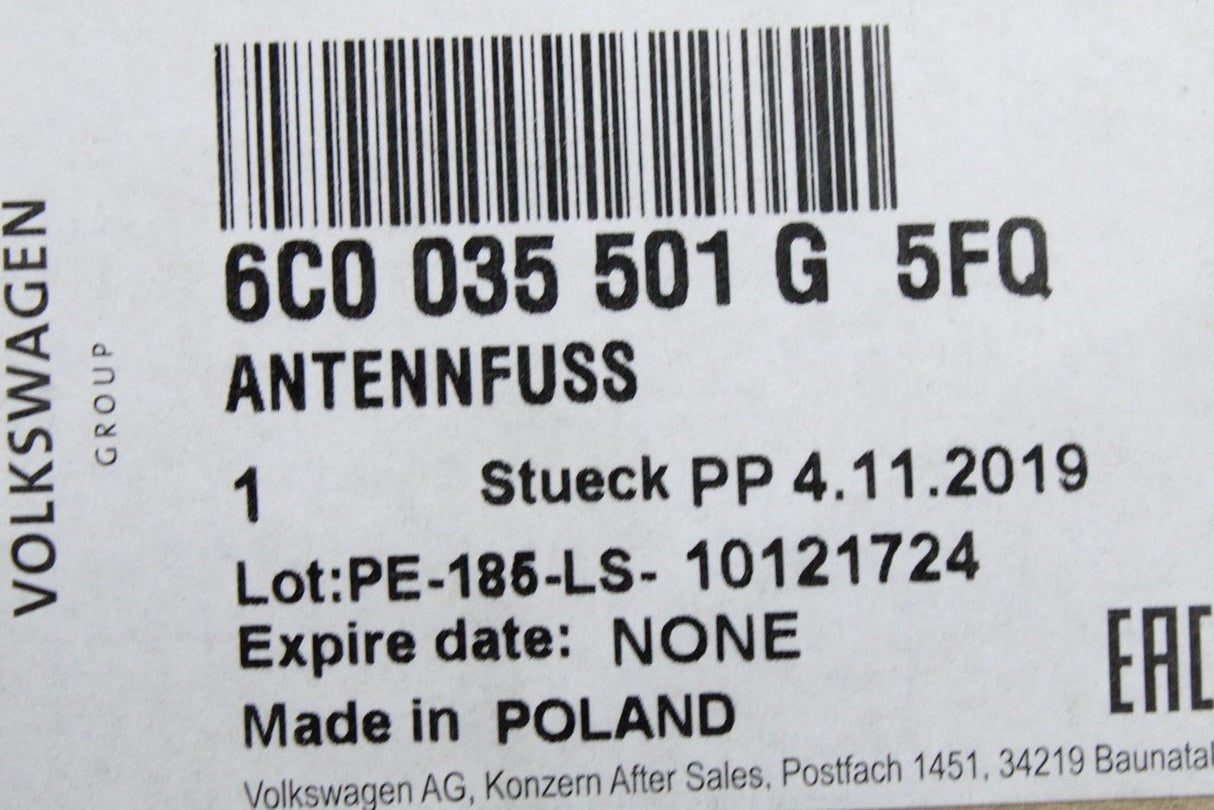 VOLKSWAGEN
GROUP
6C0 035 501 G 5FQ
ANTENNFUSS
1 Stueck PP 4.11.2019
Lot:PE-185-LS- 10121724
Expire date: NONE
Made in POLAND
EAC
Volkswagen AG, Konzern After Sales, Postfach 1451, 34219 Baunatal